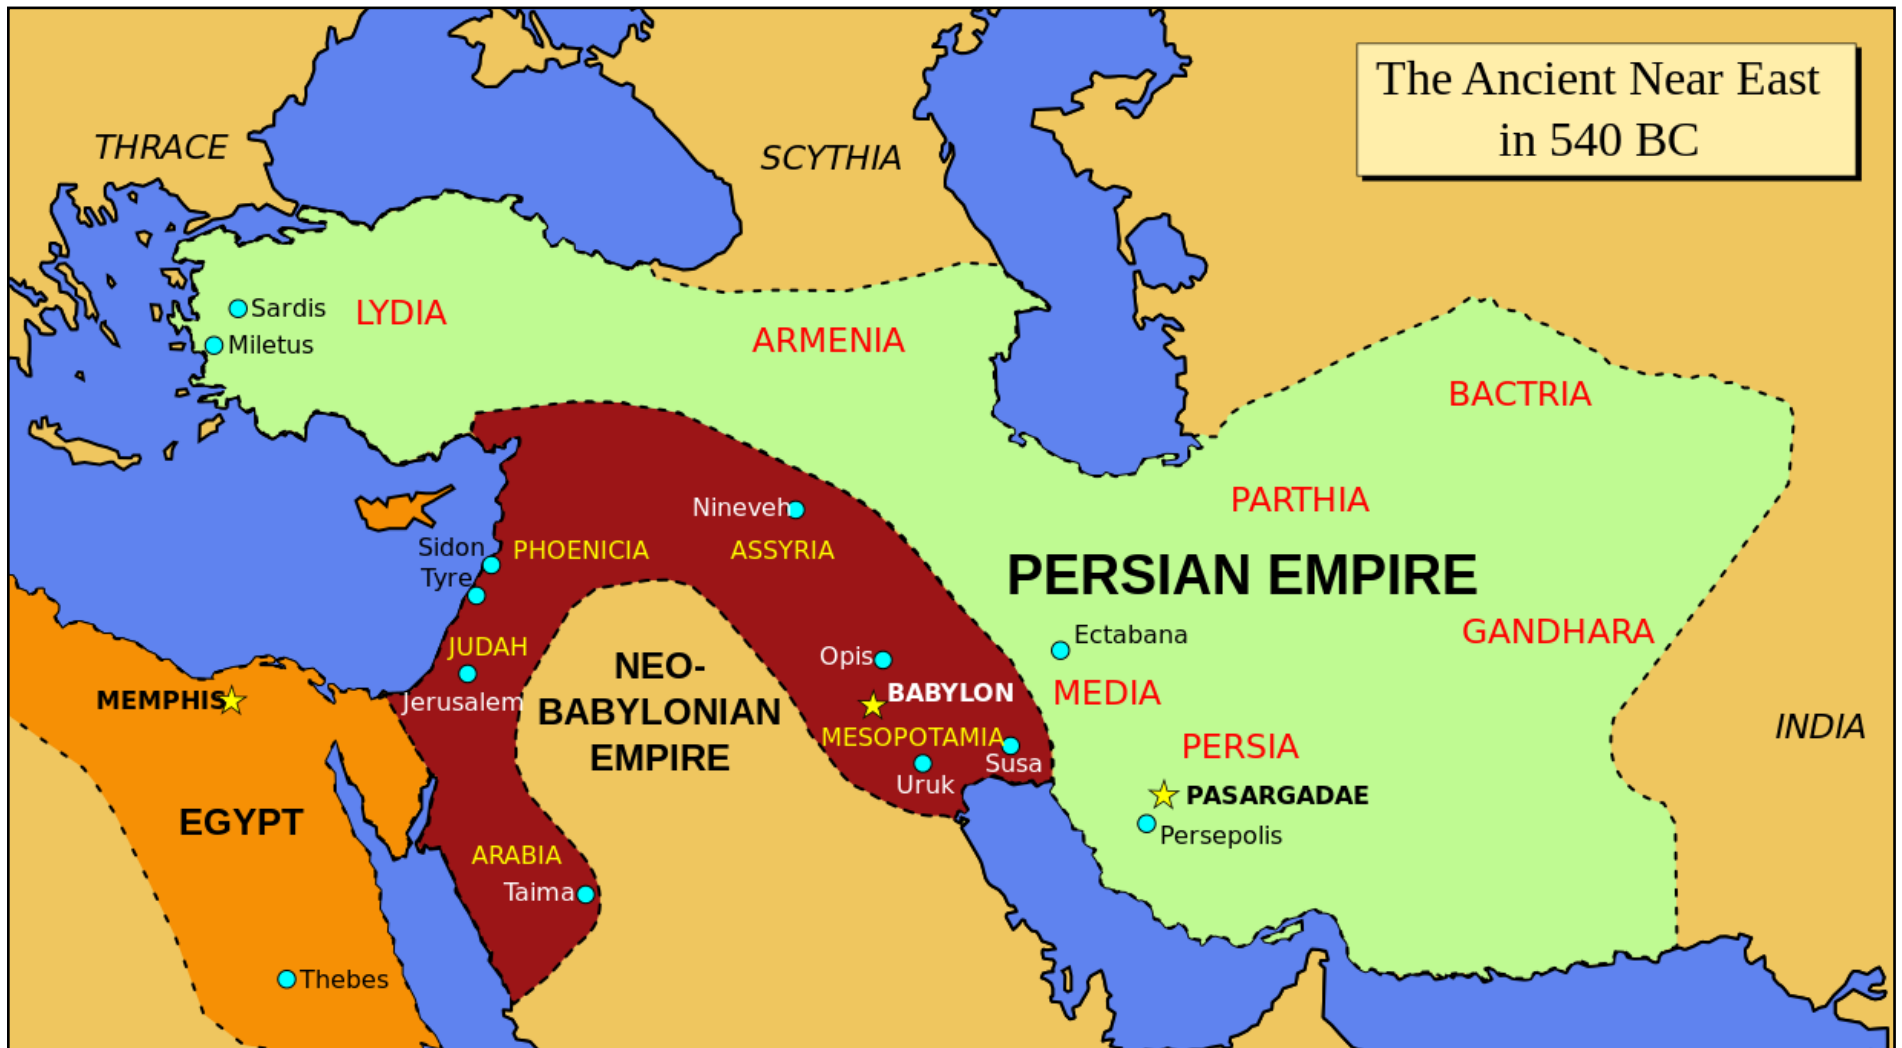 The Ancient Near East
in 540 BC
THRACE
SCYTHIA
Sardis
LYDIA
Miletus
ARMENIA
BACTRIA
PARTHIA
Nineveh
ASSYRIA
PHOENICIA
Sidon
Tyre
PERSIAN EMPIRE
GANDHARA
Ectabana
MEDIA
JUDAH
Jerusalem
NEO-
BABYLONIAN
EMPIRE
Opis
BABYLON
MESOPOTAMIA
Susa
Uruk
PERSIA
PASARGADAE
Persepolis
INDIA
MEMPHIS
EGYPT
ARABIA
Taima
Thebes